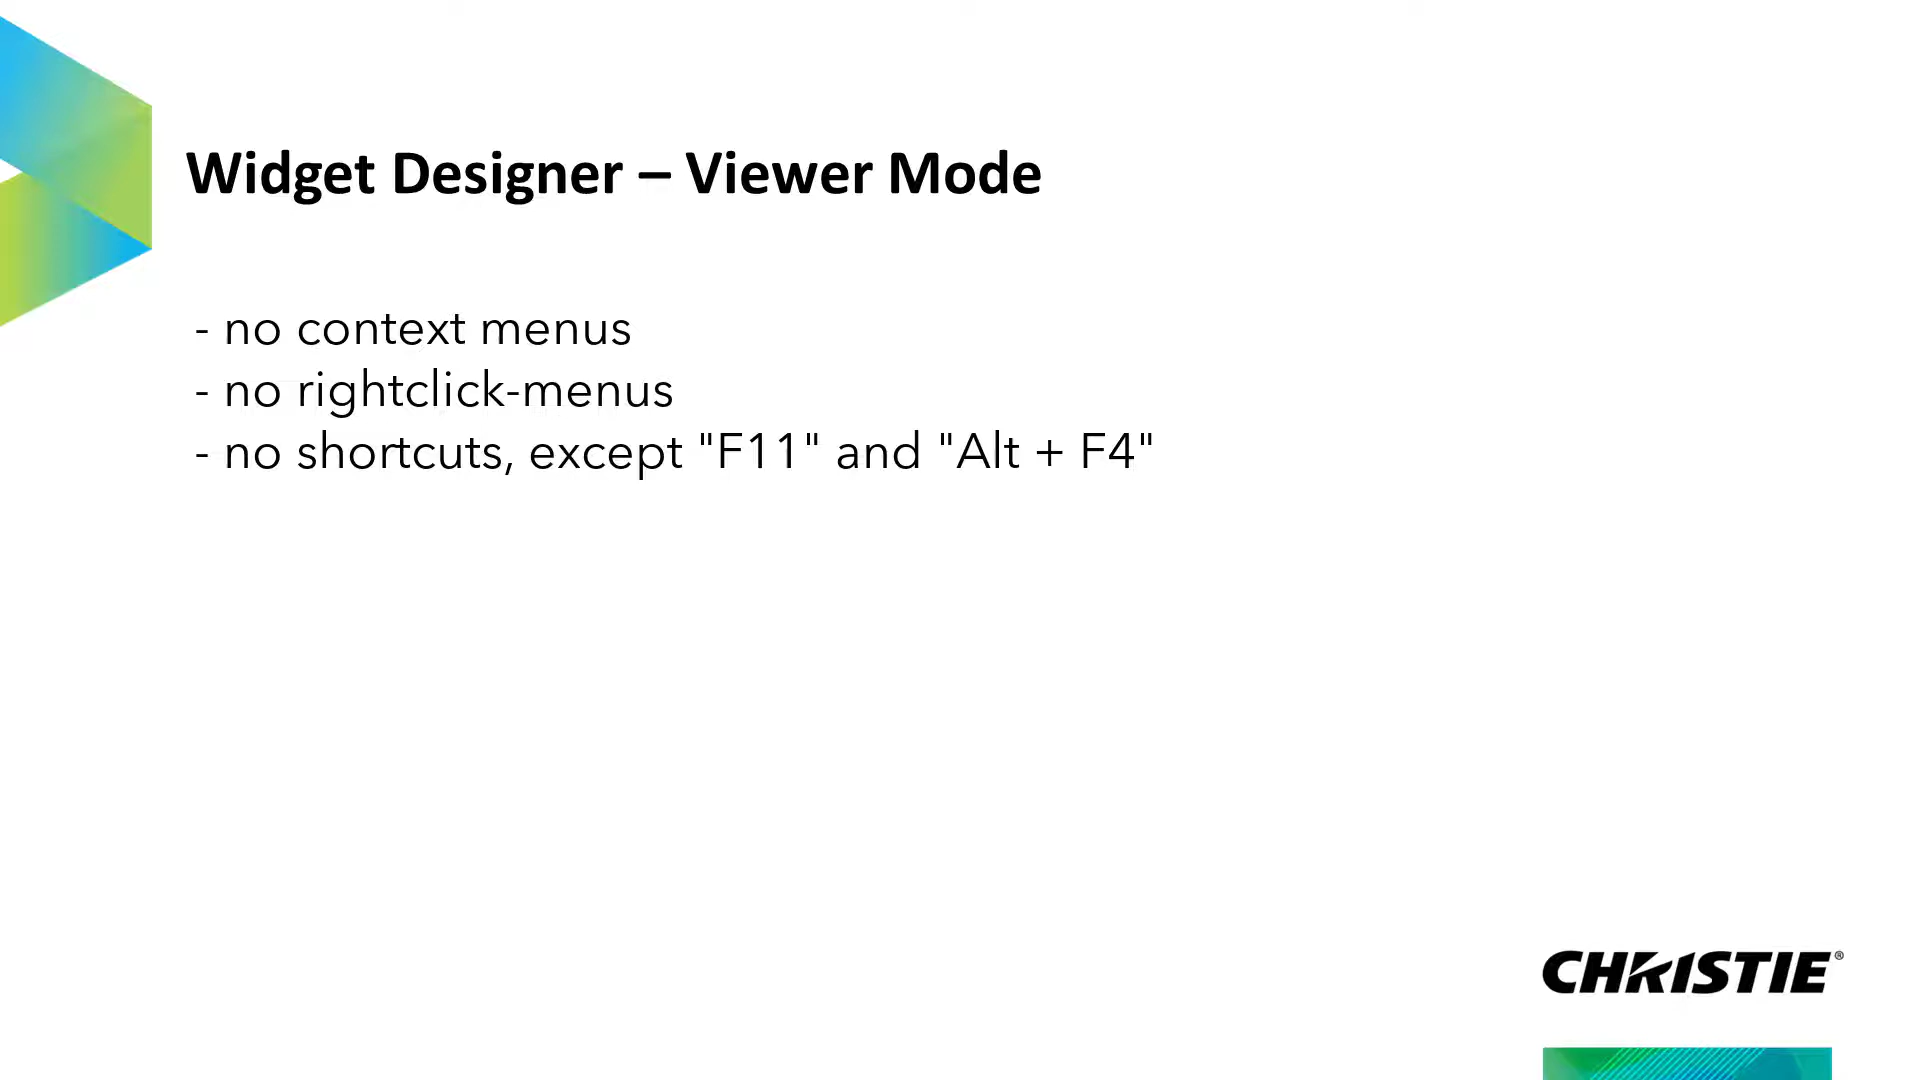 Widget Designer – Viewer Mode
- no context menus
- no rightclick-menus
- no shortcuts, except "F11" and "Alt + F4"
CHRISTIE®